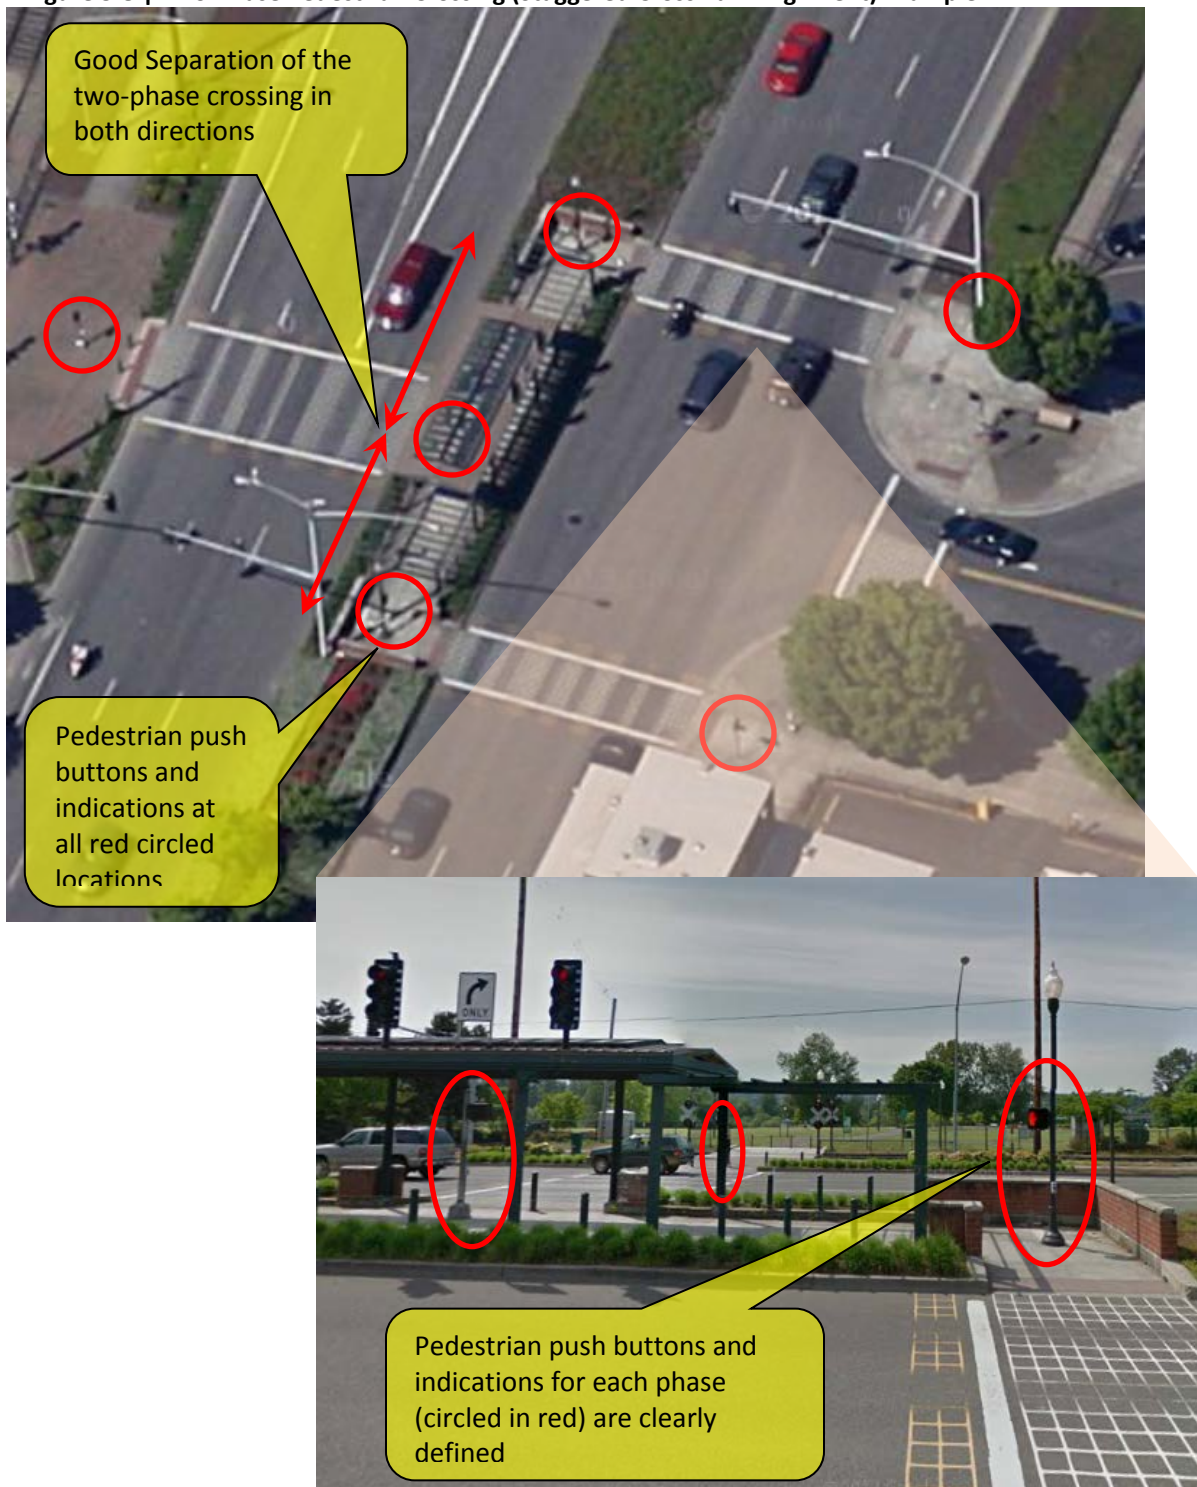 Good Separation of the
two-phase crossing in
both directions
Pedestrian push
buttons and
indications at
all red circled
locations
ONLY
Pedestrian push buttons and
indications for each phase
(circled in red) are clearly
defined